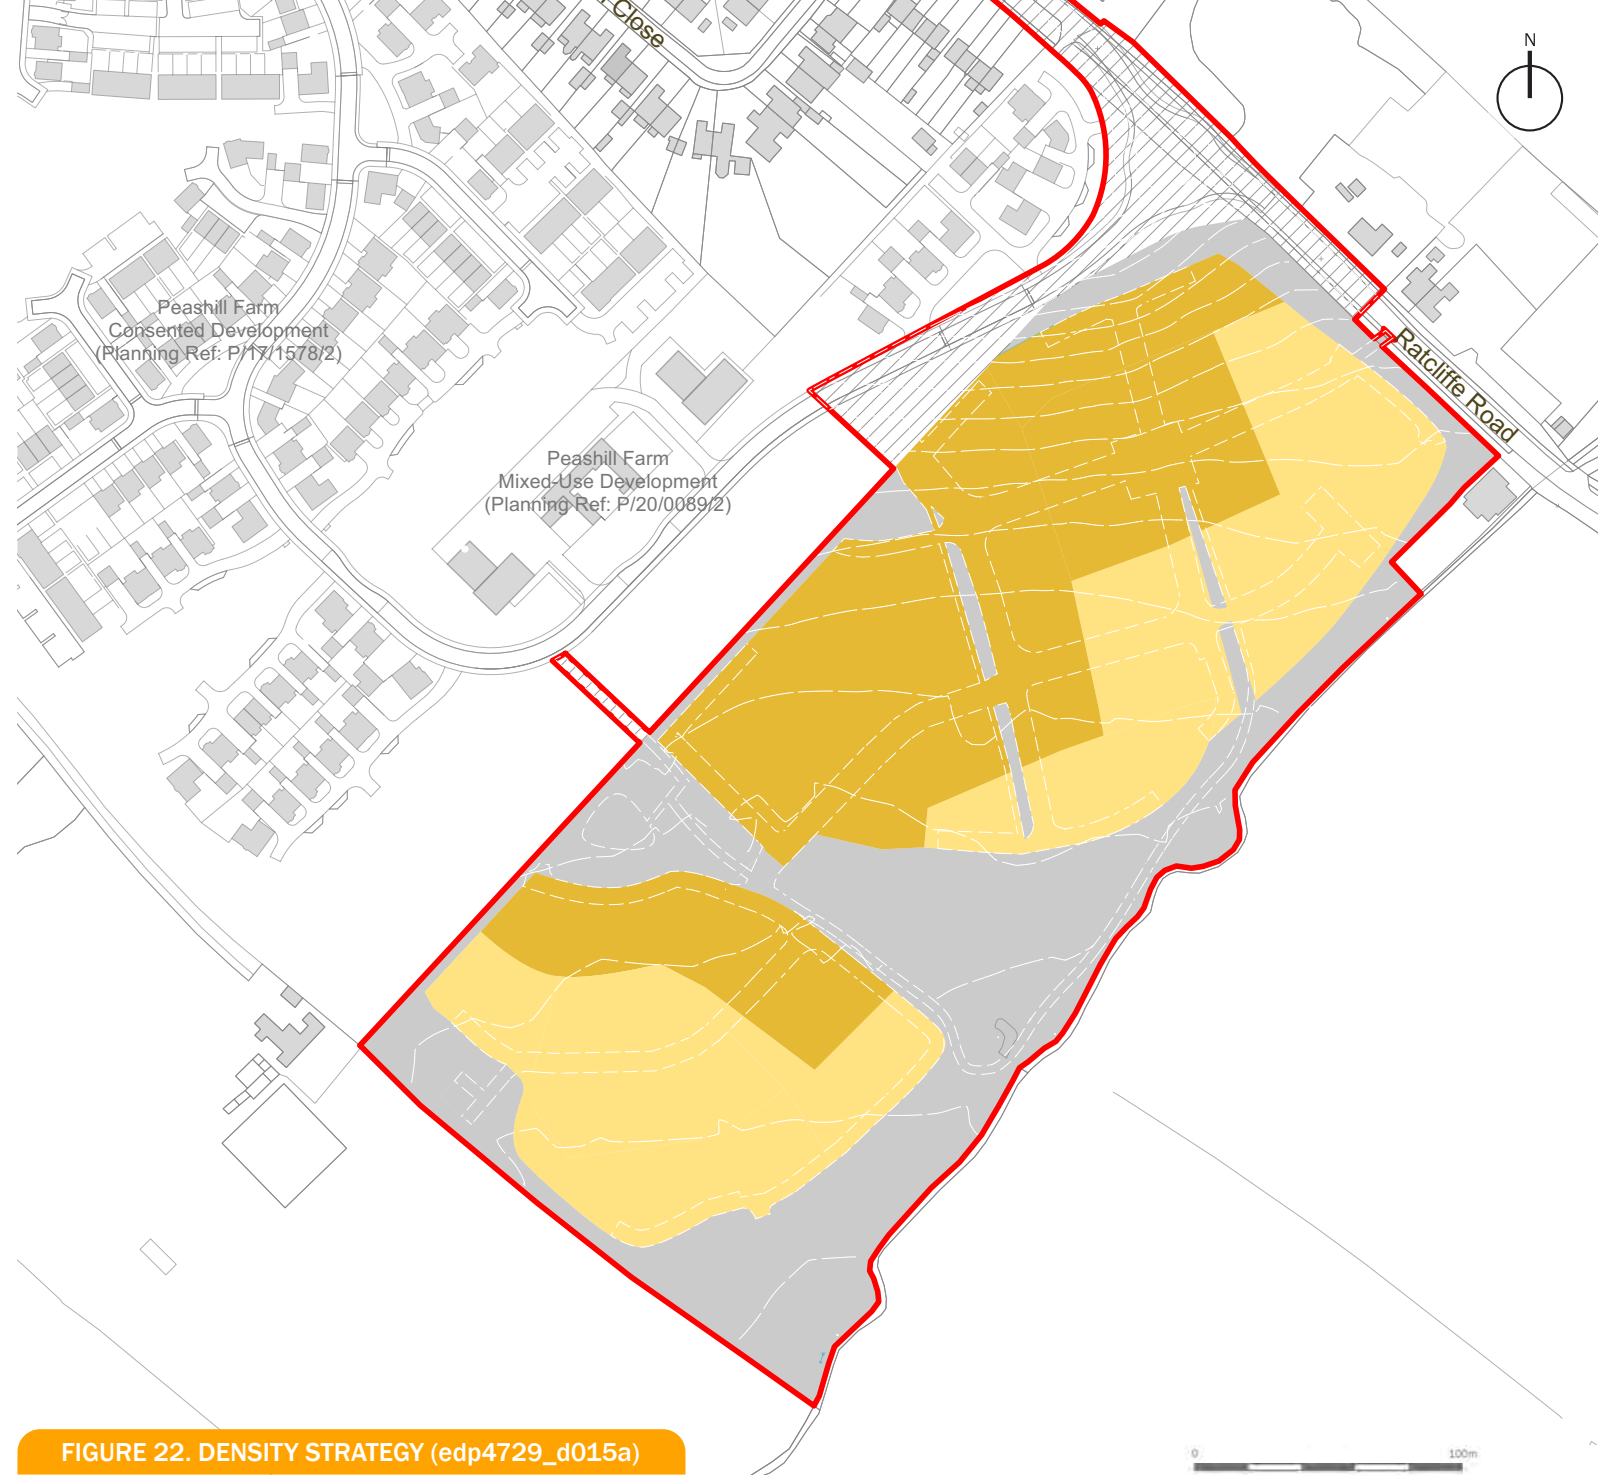 Close
N
Peashill Farm
Consented Development
(Planning Ref: P/17/1578/2)
Ratcliffe Road
Peashill Farm
Mixed-Use Development
(Planning Ref: P/20/0089/2)
FIGURE 22. DENSITY STRATEGY (edp4729_d015a)
0 100m